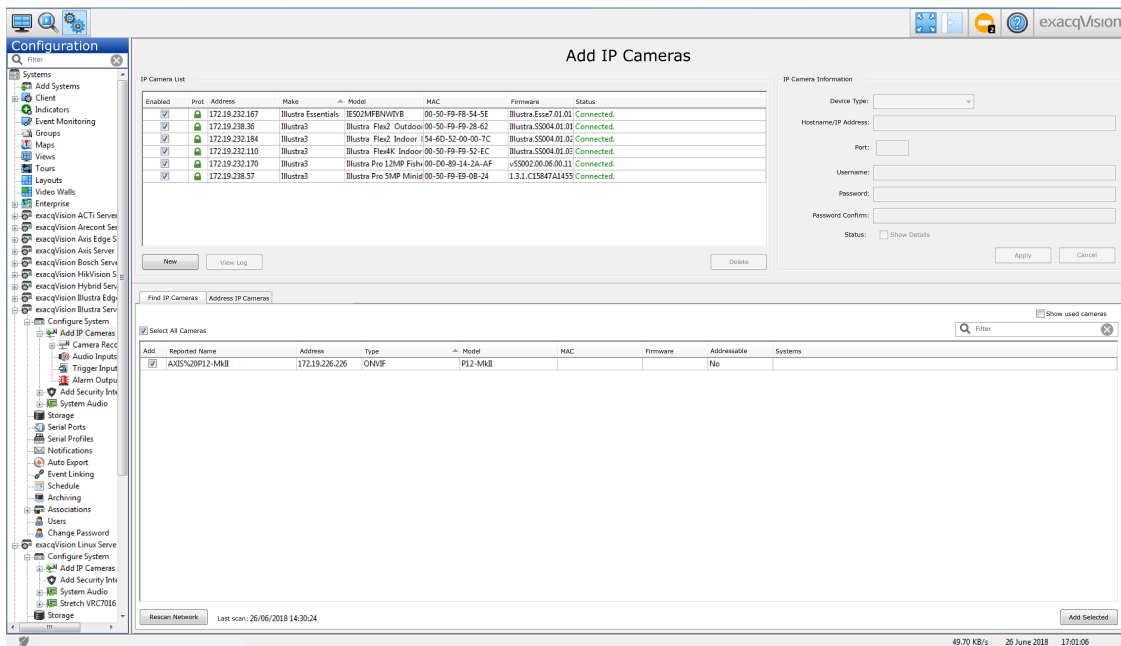 exacqVision
Configuration
Filter
Systems
Add Systems
Client
Indicators
Event Monitoring
Groups
Maps
Views
Tours
Layouts
Video Walls
Enterprise
exacqVision ACTi Server
exacqVision Arecont Ser
exacqVision Axis Edge S
exacqVision Axis Server
exacqVision Bosch Serve
exacqVision HikVision S
exacqVision Hybrid Serv
exacqVision Illustra Edg
exacqVision Illustra Serv
Configure System
Add IP Cameras
Camera Reco
Audio Inputs
Trigger Input
Alarm Outpu
Add Security Inte
System Audio
Storage
Serial Ports
Serial Profiles
Notifications
Auto Export
Event Linking
Schedule
Archiving
Associations
Users
Change Password
exacqVision Linux Serve
Configure System
Add IP Cameras
Add Security Inte
System Audio
Stretch VRC7016
Storage
Add IP Cameras
IP Camera List
Enabled Prot Address Make Model MAC Firmware Status
172.19.232.167 Illustra Essentials IES02MFBNWIYB 00-50-F9-F8-54-5E Illustra.Esse7.01.01 Connected.
172.19.238.36 Illustra3 Illustra Flex2 Outdoor 00-50-F9-F9-28-62 Illustra.SS004.01.01 Connected.
172.19.232.184 Illustra3 Illustra Flex2 Indoor 54-6D-52-00-00-7C Illustra.SS004.01.02 Connected.
172.19.232.110 Illustra3 Illustra Flex4K Indoor 00-50-F9-F9-52-EC Illustra.SS004.01.03 Connected.
172.19.232.170 Illustra3 Illustra Pro 12MP Fishe 00-D0-89-14-2A-AF vSS002.00.06.00.11 Connected.
172.19.238.57 Illustra3 Illustra Pro 5MP Minid 00-50-F9-E9-0B-24 1.3.1.C15847A1455 Connected.
New View Log Delete
IP Camera Information
Device Type:
Hostname/IP Address:
Port:
Username:
Password:
Password Confirm:
Status: Show Details
Apply Cancel
Find IP Cameras Address IP Cameras
Show used cameras
Select All Cameras
Filter
Add Reported Name Address Type Model MAC Firmware Addressable Systems
AXIS%20P12-MkII 172.19.226.226 ONVIF P12-MkII No
Rescan Network Last scan: 26/06/2018 14:30:24 Add Selected
49.70 KB/s 26 June 2018 17:01:06